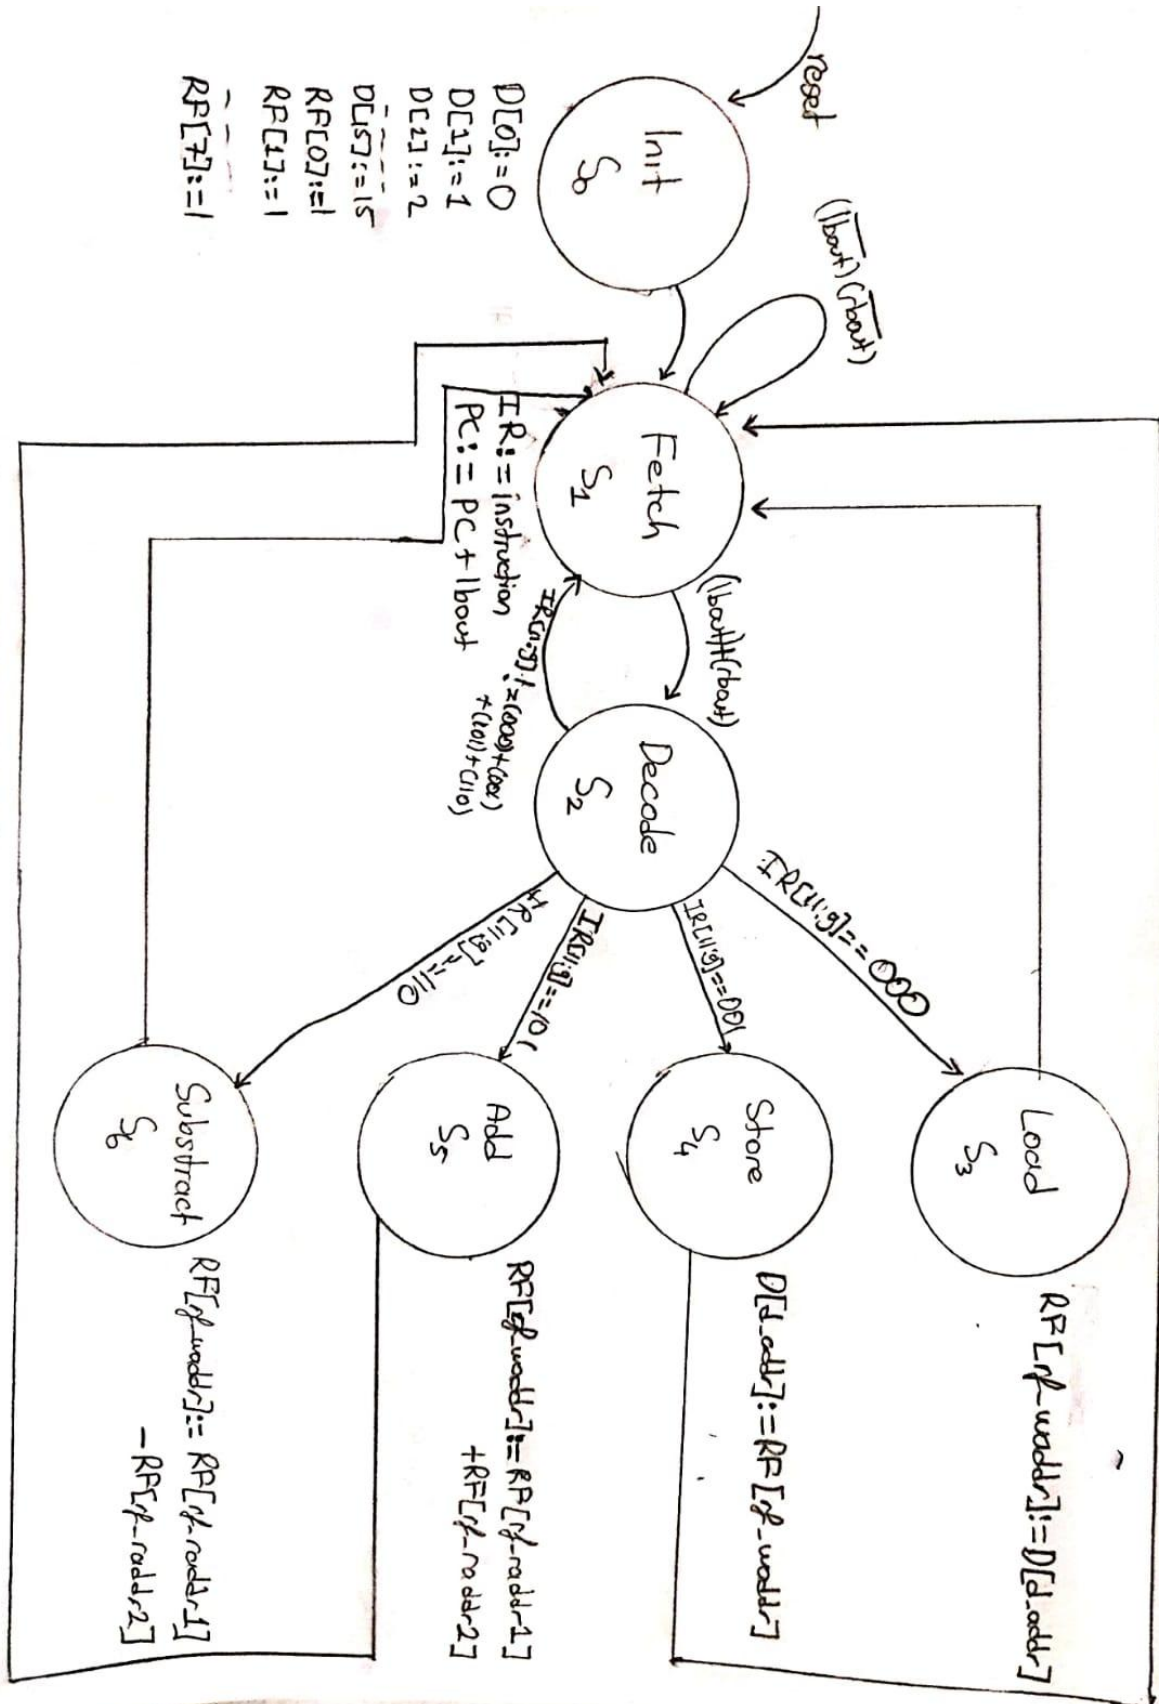 reset
Init
S0
D[0]:=0
D[1]:=1
D[2]:=2
----
D[15]:=15
RF[0]:=1
RF[1]:=1
----
RF[7]:=1
(lbout)(rbout)
Fetch
S1
IR:=instruction
PC:=PC+lbout
(lbout)+(rbout)
IR[11:9]!=(000)+(001)
+(101)+(110)
Decode
S2
IR[11:9]==000
IR[11:9]==001
IR[11:9]==101
IR[11:9]==110
Load
S3
RF[rf_waddr]:=D[d_addr]
Store
S4
D[d_addr]:=RF[rf_waddr]
Add
S5
RF[rf_waddr]:=RF[rf_raddr1]
+RF[rf_raddr2]
Substract
S6
RF[rf_waddr]:=RF[rf_raddr1]
-RF[rf_raddr2]